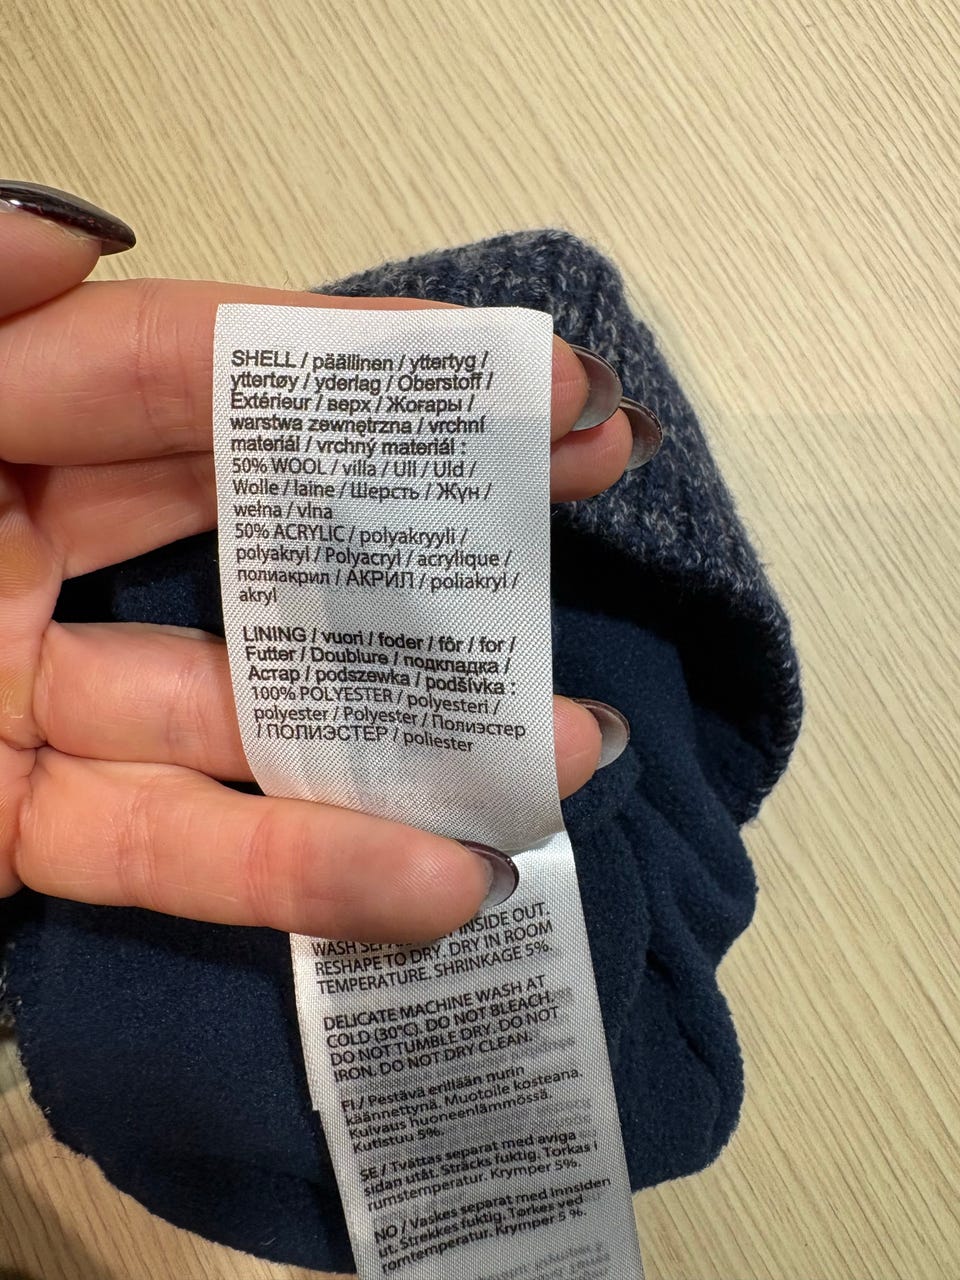 SHELL / päällinen / yttertyg /
yttertøy / yderlag / Oberstoff /
Extérieur / верх / Жоғары /
warstwa zewnętrzna / vrchní
materiál / vrchný materiál :
50% WOOL / villa / Ull / Uld /
Wolle / laine / Шерсть / Жүн /
wełna / vlna
50% ACRYLIC / polyakryyli /
polyakryl / Polyacryl / acrylique /
полиакрил / АКРИЛ / poliakryl /
akryl
LINING / vuori / foder / fôr / for /
Futter / Doublure / подкладка /
Астар / podszewka / podšívka :
100% POLYESTER / polyesteri /
polyester / Polyester / Полиэстер
/ ПОЛИЭСТЕР / poliester
INSIDE OUT.
WASH
RESHAPE TO DRY. DRY IN ROOM
TEMPERATURE. SHRINKAGE 5%.
DELICATE MACHINE WASH AT
COLD (30°C). DO NOT BLEACH.
DO NOT TUMBLE DRY. DO NOT
IRON. DO NOT DRY CLEAN.
FI / Pestävä erillään nurin
käännettynä. Muotoile kosteana.
Kuivaus huoneenlämmössä.
Kutistuu 5%.
SE / Tvättas separat med aviga
sidan utåt. Sträcks fuktig. Torkas i
rumstemperatur. Krymper 5%.
NO / Vaskes separat med innsiden
ut. Strekkes fuktig. Tørkes ved
romtemperatur. Krymper 5 %.